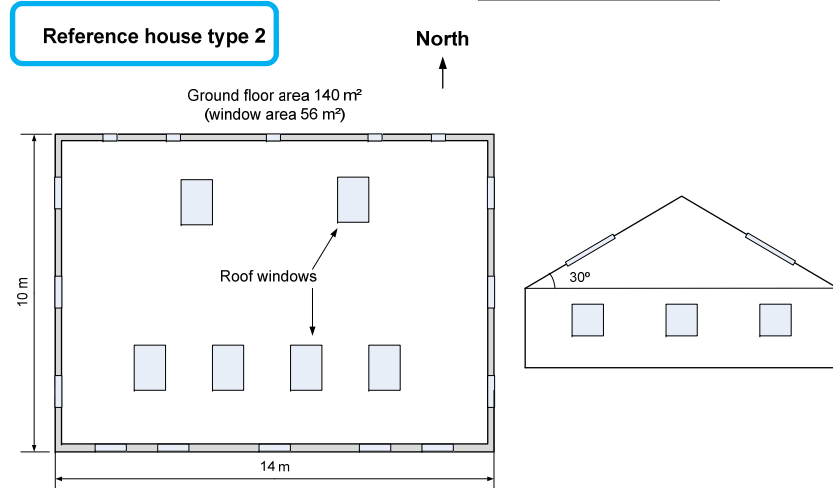 Reference house type 2
North
Ground floor area 140 m²
(window area 56 m²)
Roof windows
30º
10 m
14 m